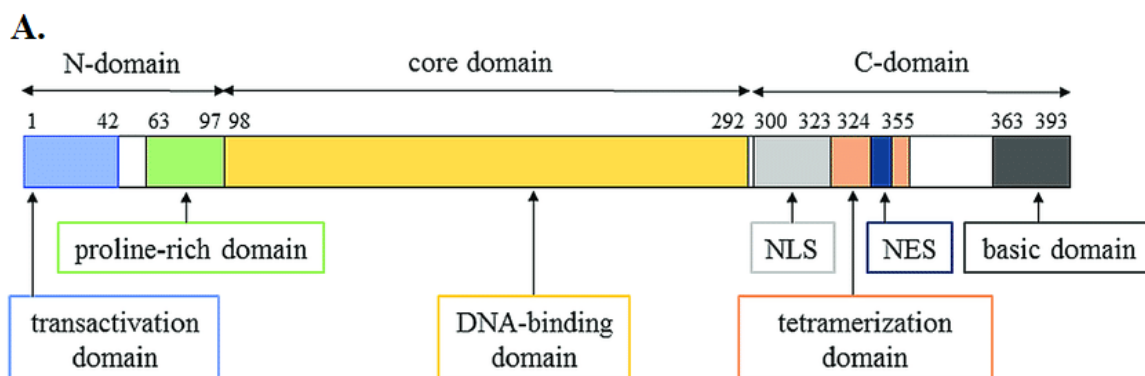 A.
N-domain core domain C-domain
1 42 63 97 98 292 300 323 324 355 363 393
proline-rich domain NLS NES basic domain
transactivation
domain
DNA-binding
domain
tetramerization
domain